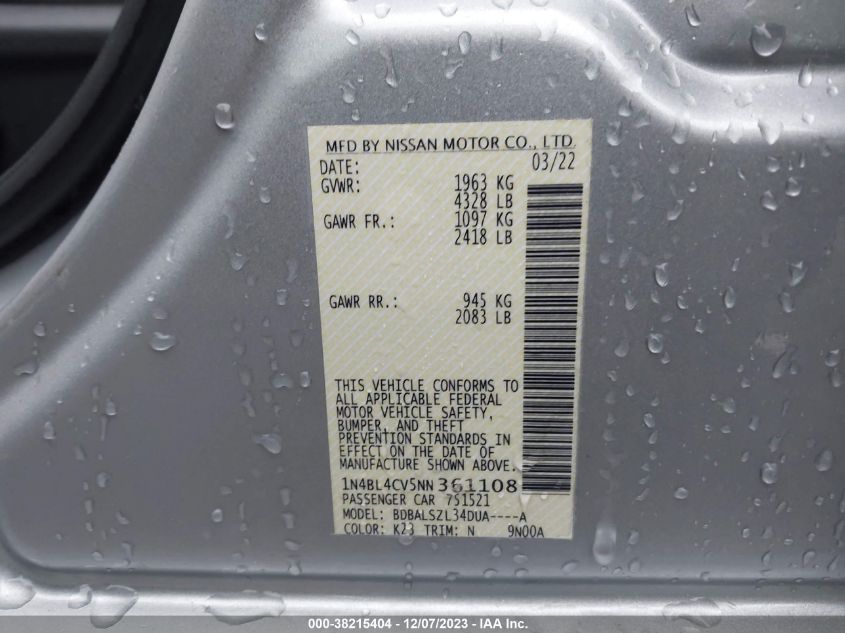 MFD BY NISSAN MOTOR CO., LTD.
DATE: 03/22
GVWR: 1963 KG
4328 LB
GAWR FR.: 1097 KG
2418 LB
GAWR RR.: 945 KG
2083 LB
THIS VEHICLE CONFORMS TO
ALL APPLICABLE FEDERAL
MOTOR VEHICLE SAFETY,
BUMPER, AND THEFT
PREVENTION STANDARDS IN
EFFECT ON THE DATE OF
MANUFACTURE SHOWN ABOVE.
1N4BL4CV5NN361108
PASSENGER CAR 751521
MODEL: BDBALSZL34DUA----A
COLOR: K23 TRIM: N 9N00A
000-38215404 - 12/07/2023 - IAA Inc.